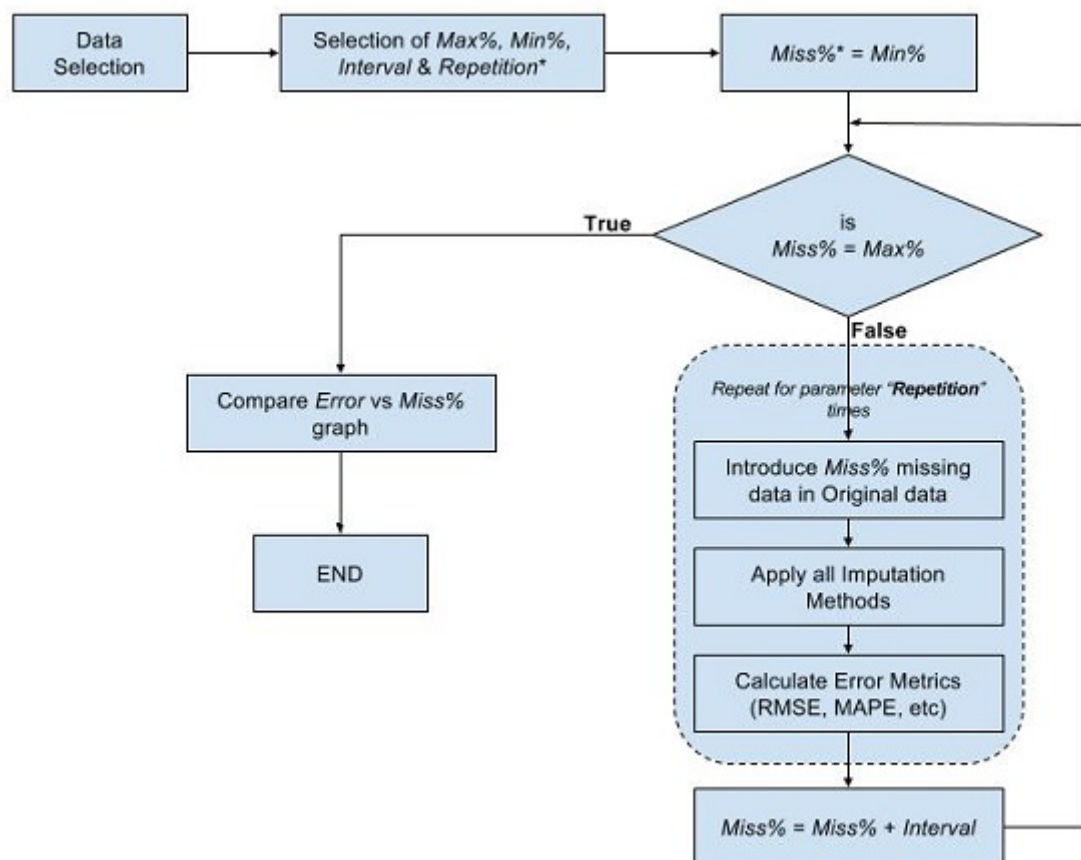 Data
Selection
Selection of Max%, Min%,
Interval & Repetition*
Miss%* = Min%
is
Miss% = Max%
True
False
Compare Error vs Miss%
graph
END
Repeat for parameter “Repetition”
times
Introduce Miss% missing
data in Original data
Apply all Imputation
Methods
Calculate Error Metrics
(RMSE, MAPE, etc)
Miss% = Miss% + Interval